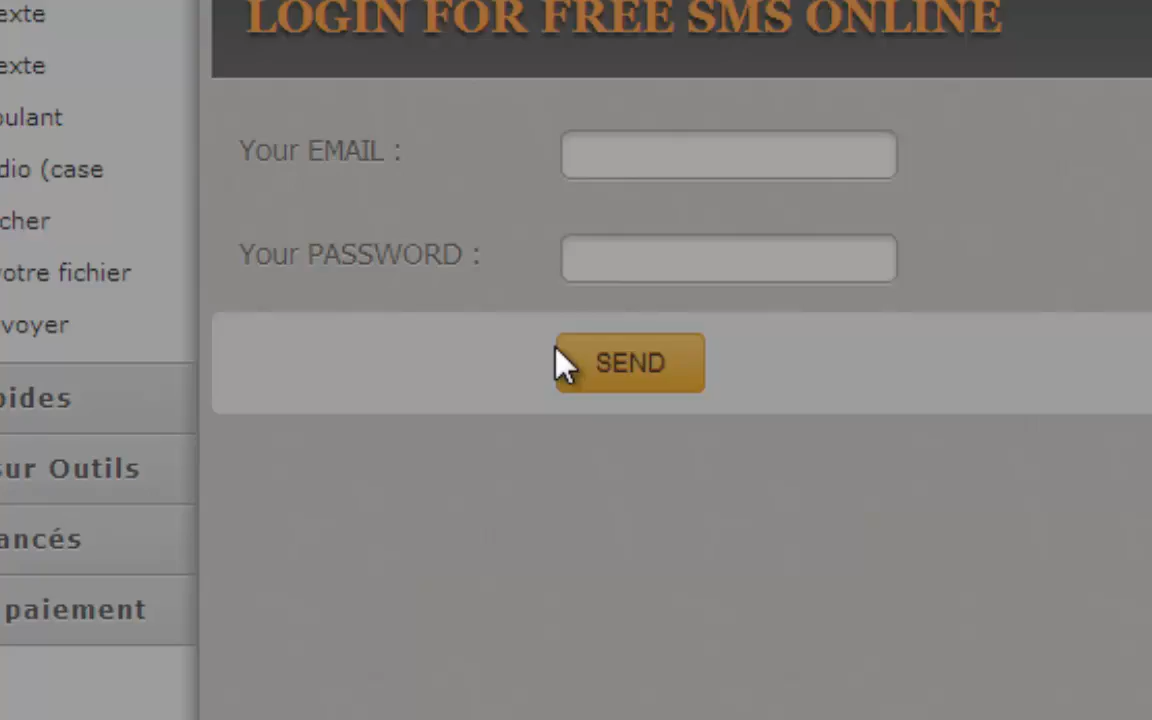 LOGIN FOR FREE SMS ONLINE
exte
exte
oulant
dio (case
cher
votre fichier
voyer
oides
sur Outils
ancés
paiement
Your EMAIL :
Your PASSWORD :
SEND